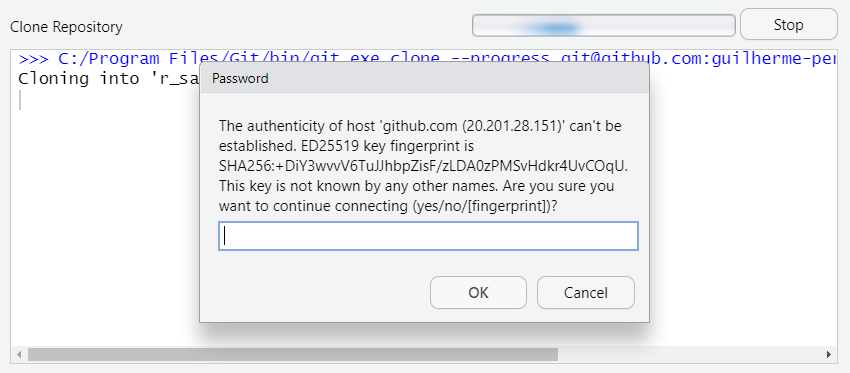 Clone Repository
Stop
>>> C:/Program Files/Git/bin/git.exe clone --progress git@github.com:guilherme-per
Cloning into 'r_sa
Password
The authenticity of host 'github.com (20.201.28.151)' can't be
established. ED25519 key fingerprint is
SHA256:+DiY3wvvV6TuJJhbpZisF/zLDA0zPMSvHdkr4UvCOqU.
This key is not known by any other names. Are you sure you
want to continue connecting (yes/no/[fingerprint])?
OK
Cancel